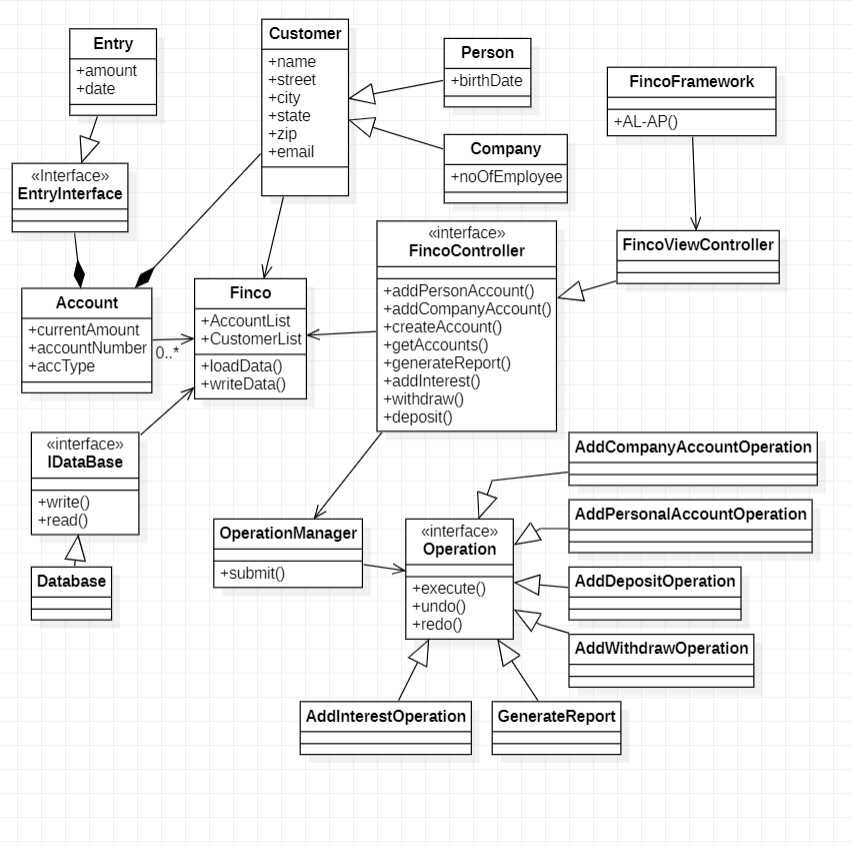 Entry
+amount
+date
Customer
+name
+street
+city
+state
+zip
+email
Person
+birthDate
Company
+noOfEmployee
FincoFramework
+AL-AP()
«Interface»
EntryInterface
«interface»
FincoController
+addPersonAccount()
+addCompanyAccount()
+createAccount()
+getAccounts()
+generateReport()
+addInterest()
+withdraw()
+deposit()
FincoViewController
Account
+currentAmount
+accountNumber
+accType
0..*
Finco
+AccountList
+CustomerList
+loadData()
+writeData()
«interface»
IDataBase
+write()
+read()
Database
OperationManager
+submit()
«interface»
Operation
+execute()
+undo()
+redo()
AddCompanyAccountOperation
AddPersonalAccountOperation
AddDepositOperation
AddWithdrawOperation
AddInterestOperation
GenerateReport